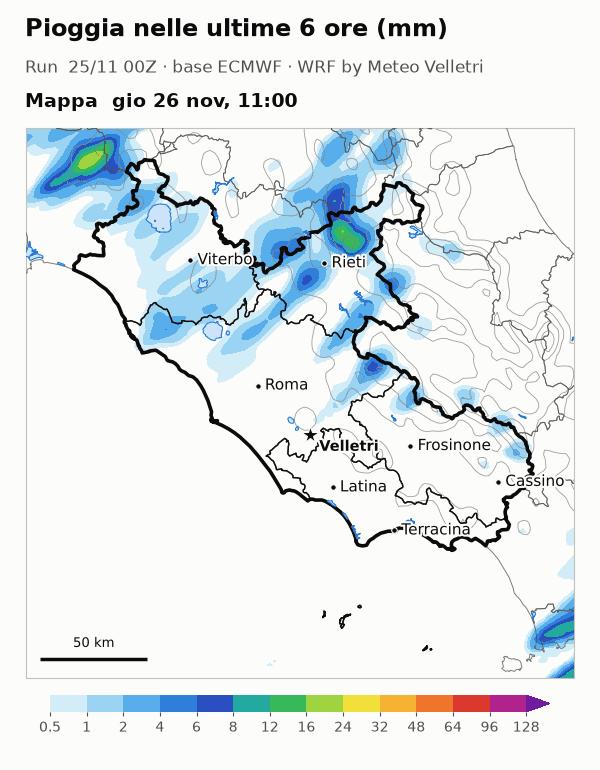 Pioggia nelle ultime 6 ore (mm)
Run 25/11 00Z · base ECMWF · WRF by Meteo Velletri
Mappa gio 26 nov, 11:00
Viterbo
Rieti
Roma
Velletri
Frosinone
Cassino
Latina
Terracina
50 km
0.5 1 2 4 6 8 12 16 24 32 48 64 96 128